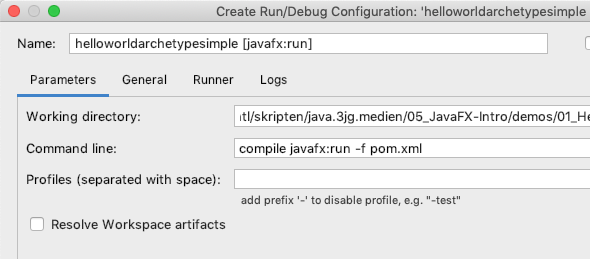 Create Run/Debug Configuration: 'helloworldarchetypesimple
Name: helloworldarchetypesimple [javafx:run]
Parameters General Runner Logs
Working directory: ıtl/skripten/java.3jg.medien/05_JavaFX-Intro/demos/01_He
Command line: compile javafx:run -f pom.xml
Profiles (separated with space):
add prefix '-' to disable profile, e.g. "-test"
Resolve Workspace artifacts